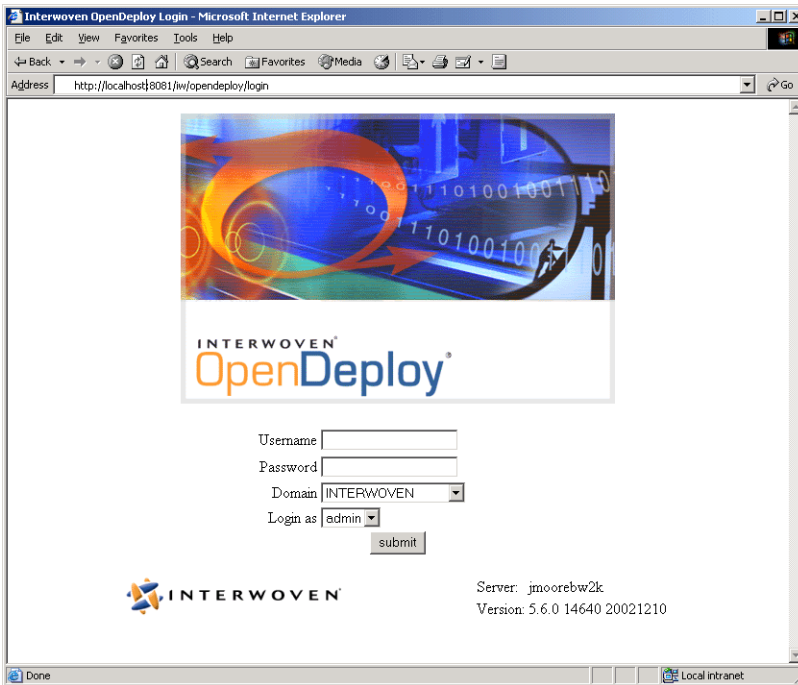 Interwoven OpenDeploy Login - Microsoft Internet Explorer
File Edit View Favorites Tools Help
Back Search Favorites Media
Address http://localhost:8081/iw/opendeploy/login Go
1001110100100111010
1100111010010011101
INTERWOVEN®
OpenDeploy®
Username
Password
Domain INTERWOVEN
Login as admin
submit
INTERWOVEN
Server: jmoorebw2k
Version: 5.6.0 14640 20021210
Done Local intranet